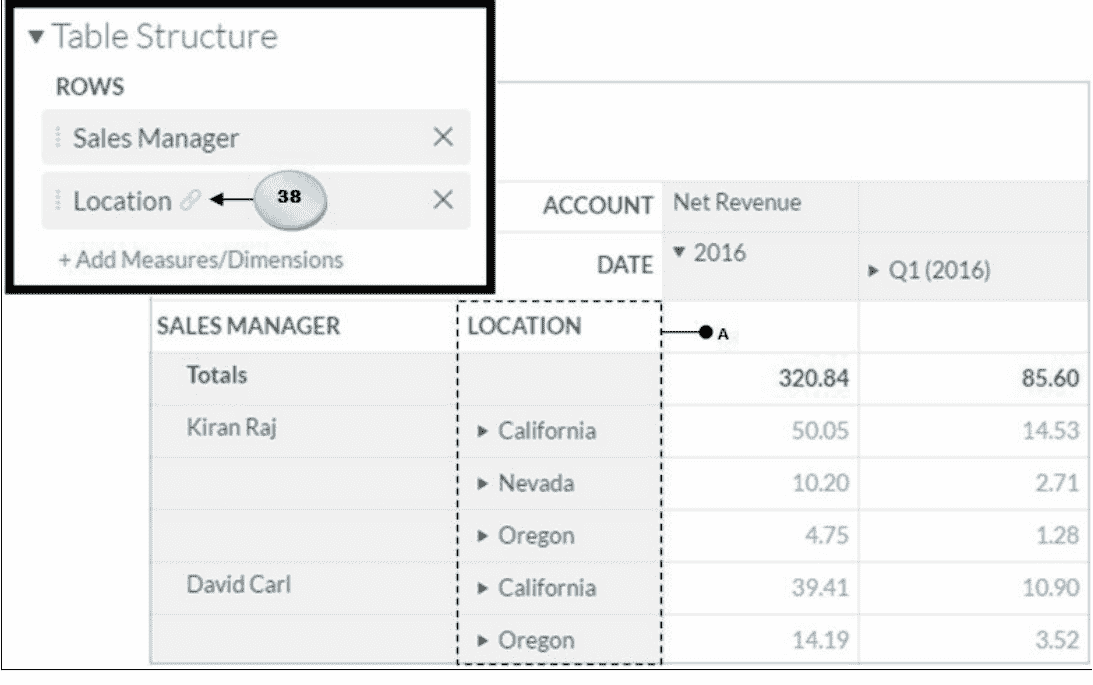 Table Structure
ROWS
Sales Manager
Location
38
+ Add Measures/Dimensions
ACCOUNT Net Revenue
DATE 2016 Q1 (2016)
SALES MANAGER LOCATION A
Totals 320.84 85.60
Kiran Raj California 50.05 14.53
Nevada 10.20 2.71
Oregon 4.75 1.28
David Carl California 39.41 10.90
Oregon 14.19 3.52